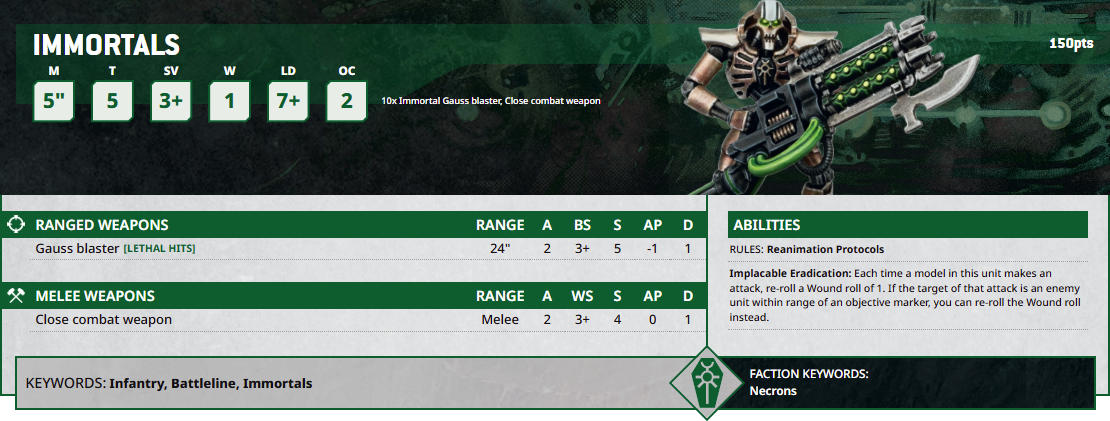 IMMORTALS
150pts
M T SV W LD OC
5" 5 3+ 1 7+ 2
10x Immortal Gauss blaster, Close combat weapon
RANGED WEAPONS RANGE A BS S AP D
Gauss blaster [LETHAL HITS] 24" 2 3+ 5 -1 1
MELEE WEAPONS RANGE A WS S AP D
Close combat weapon Melee 2 3+ 4 0 1
ABILITIES
RULES: Reanimation Protocols
Implacable Eradication: Each time a model in this unit makes an
attack, re-roll a Wound roll of 1. If the target of that attack is an enemy
unit within range of an objective marker, you can re-roll the Wound roll
instead.
KEYWORDS: Infantry, Battleline, Immortals
FACTION KEYWORDS:
Necrons